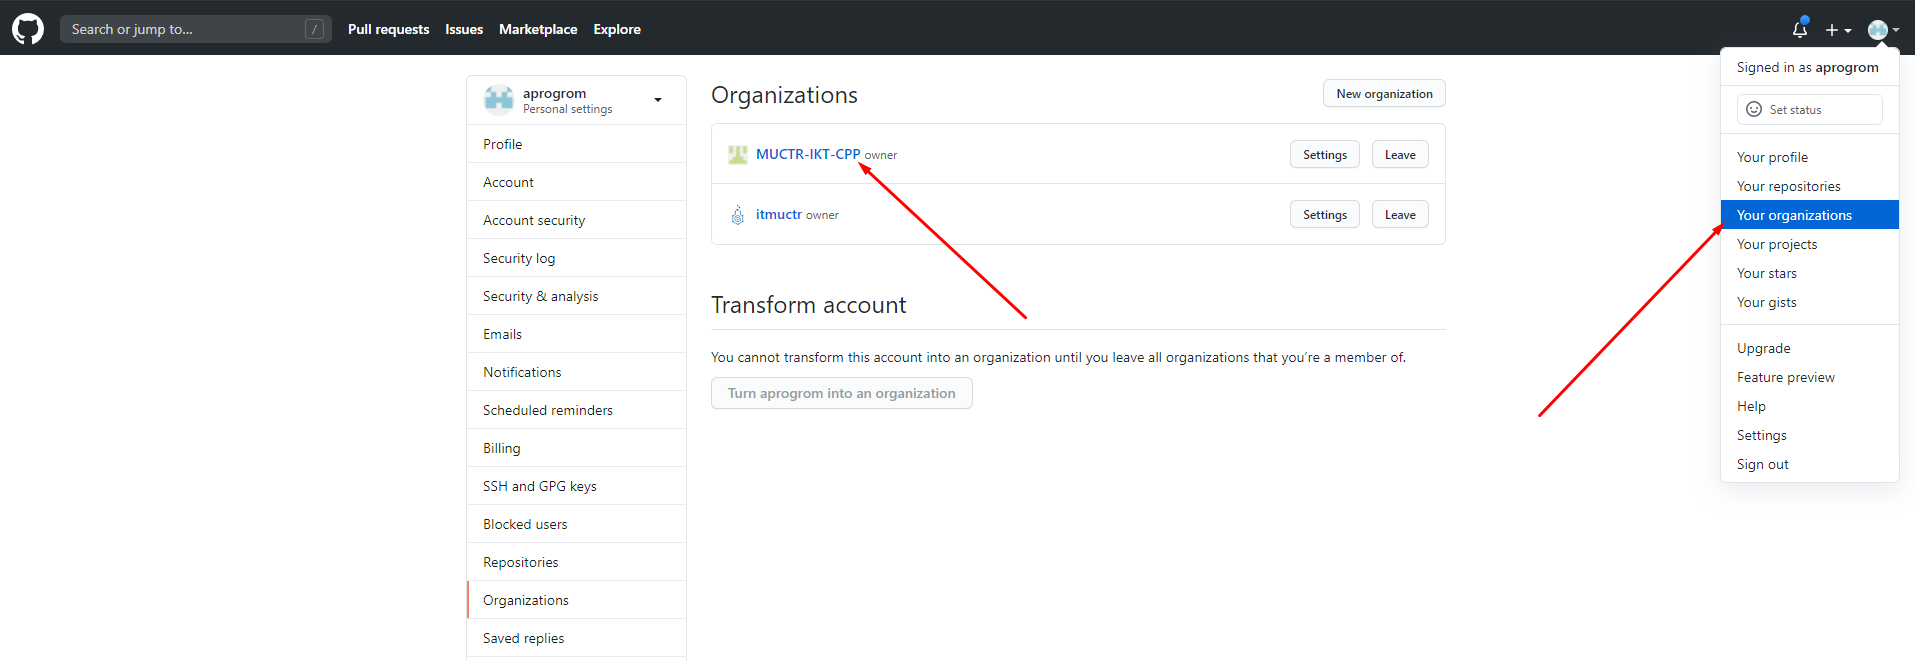 Search or jump to... /
Pull requests Issues Marketplace Explore
aprogrom
Personal settings
Profile
Account
Account security
Security log
Security & analysis
Emails
Notifications
Scheduled reminders
Billing
SSH and GPG keys
Blocked users
Repositories
Organizations
Saved replies
Organizations
New organization
MUCTR-IKT-CPP owner
Settings
Leave
itmuctr owner
Settings
Leave
Transform account
You cannot transform this account into an organization until you leave all organizations that you’re a member of.
Turn aprogrom into an organization
Signed in as aprogrom
Set status
Your profile
Your repositories
Your organizations
Your projects
Your stars
Your gists
Upgrade
Feature preview
Help
Settings
Sign out